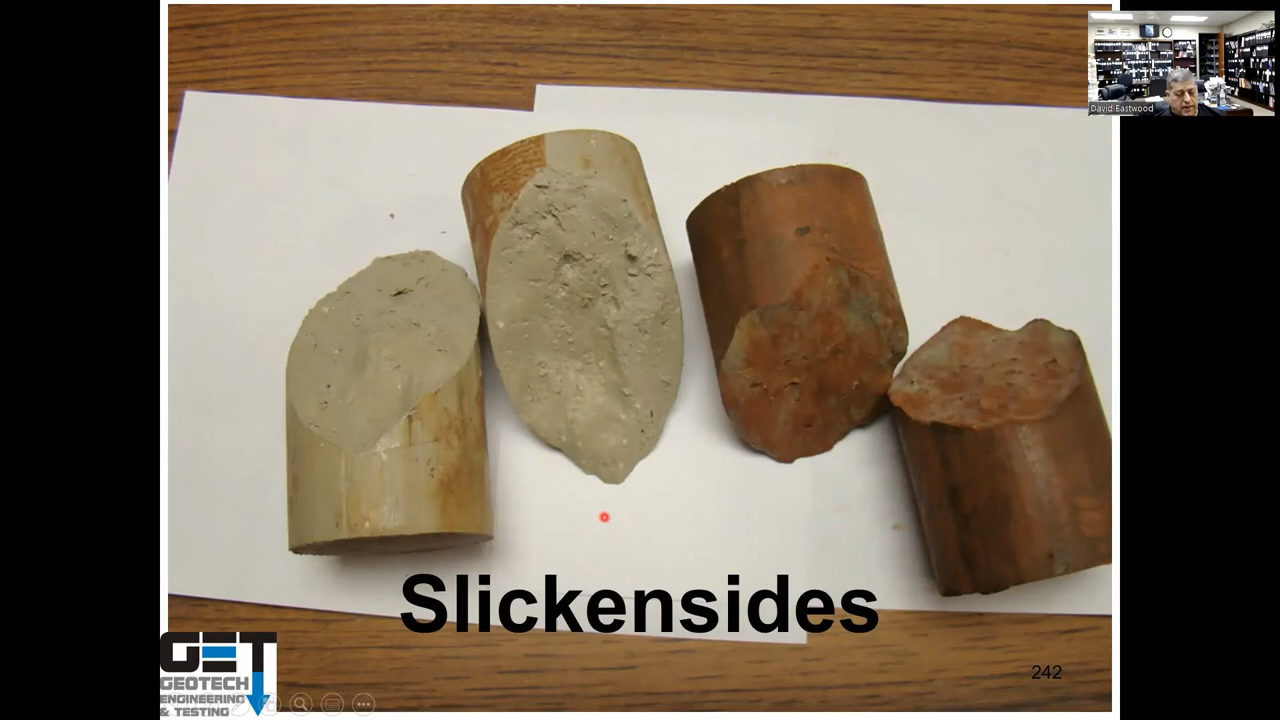 David Eastwood
Slickensides
GET
GEOTECH
ENGINEERING
& TESTING
242